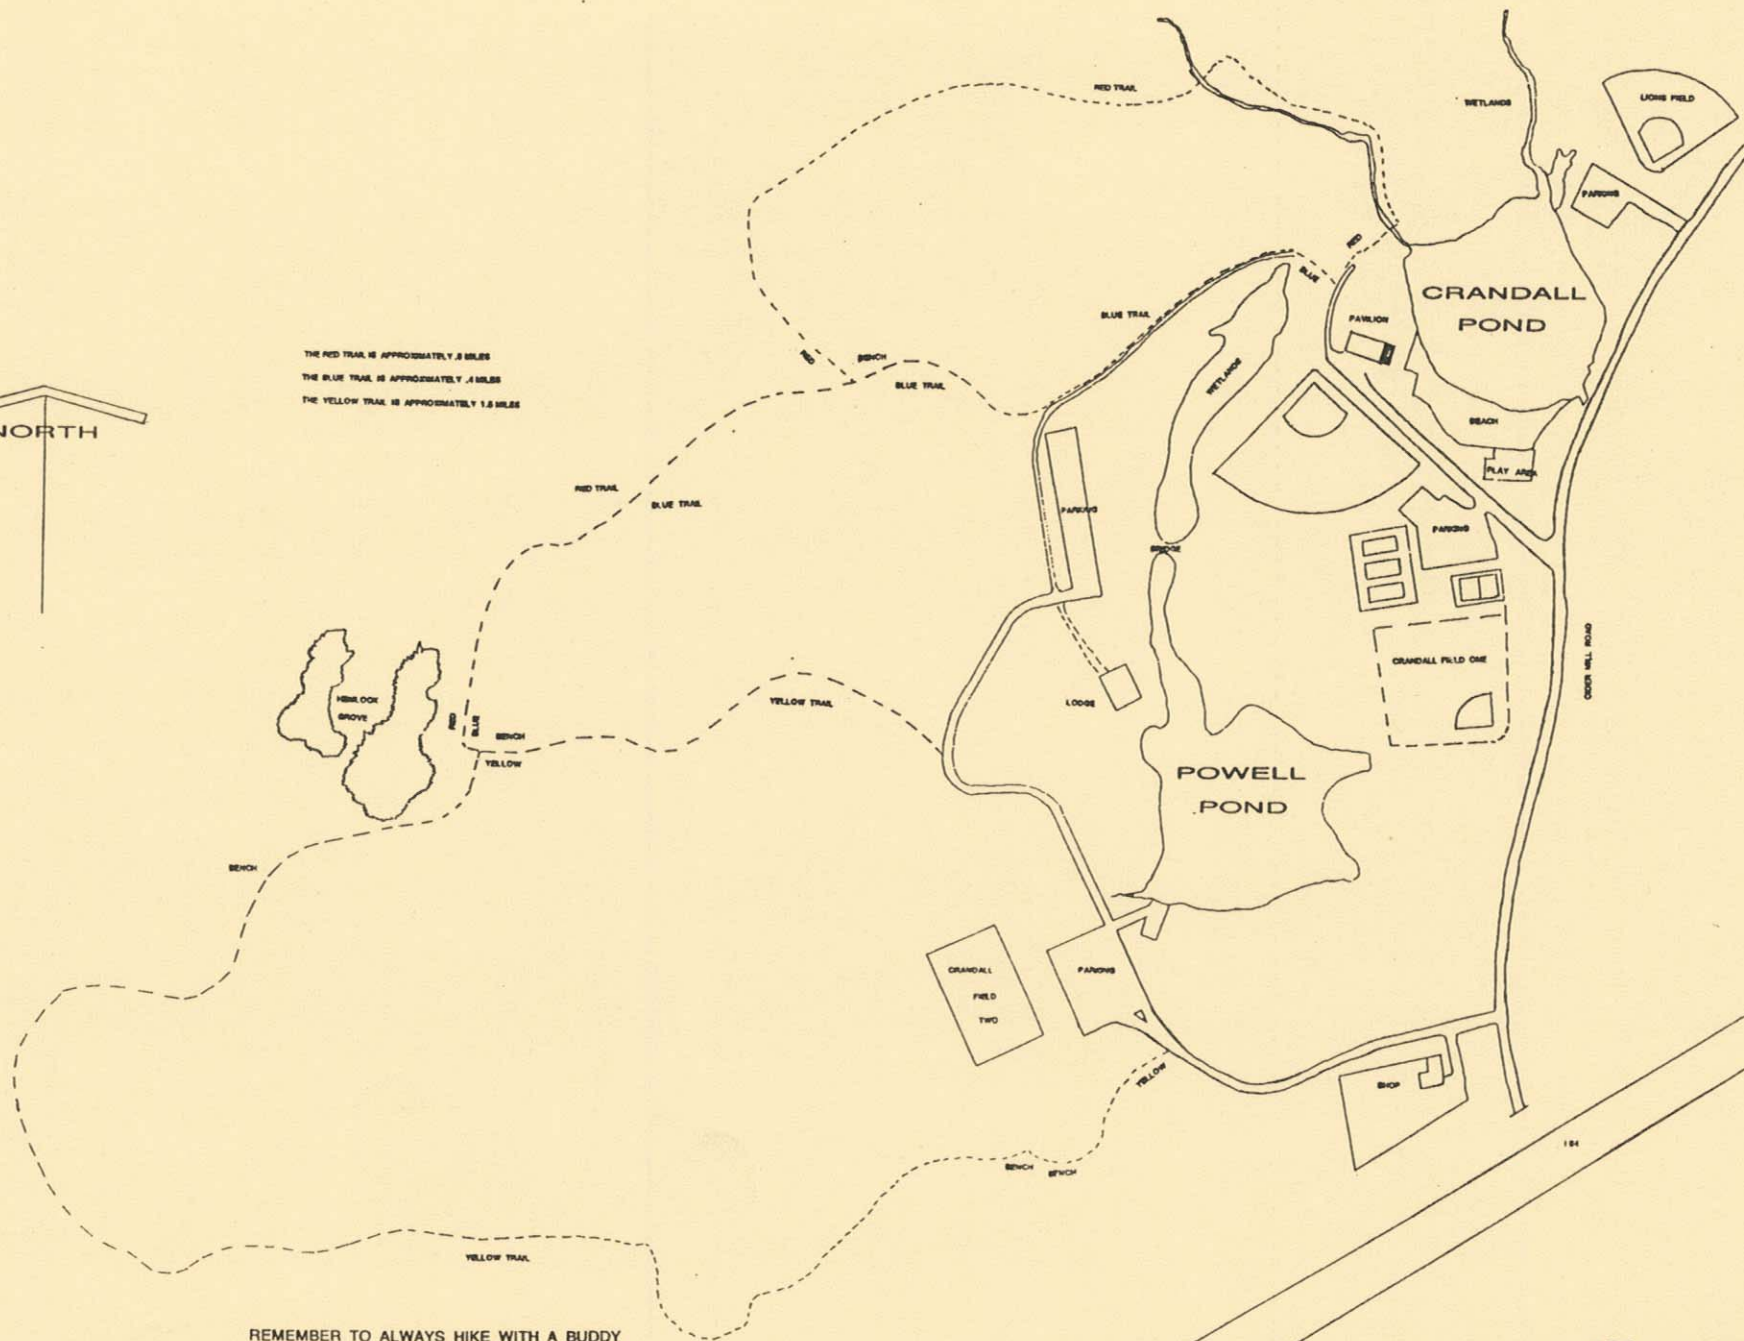 RED TRAIL
WETLANDS
LIONS FIELD
PARKING
RED
BLUE
CRANDALL
POND
BLUE TRAIL
PAVILION
THE RED TRAIL IS APPROXIMATELY .8 MILES
THE BLUE TRAIL IS APPROXIMATELY .4 MILES
THE YELLOW TRAIL IS APPROXIMATELY 1.5 MILES
NORTH
RED
BENCH
BLUE TRAIL
WETLANDS
BEACH
PLAY AREA
RED TRAIL
BLUE TRAIL
PARKING
PARKING
BRIDGE
CIDER MILL ROAD
CRANDALL FIELD ONE
HEMLOCK
GROVE
RED
BLUE
BENCH
YELLOW
YELLOW TRAIL
LODGE
POWELL
POND
BENCH
CRANDALL
FIELD
TWO
PARKING
YELLOW
SHOP
I 84
BENCH
BENCH
YELLOW TRAIL
REMEMBER TO ALWAYS HIKE WITH A BUDDY